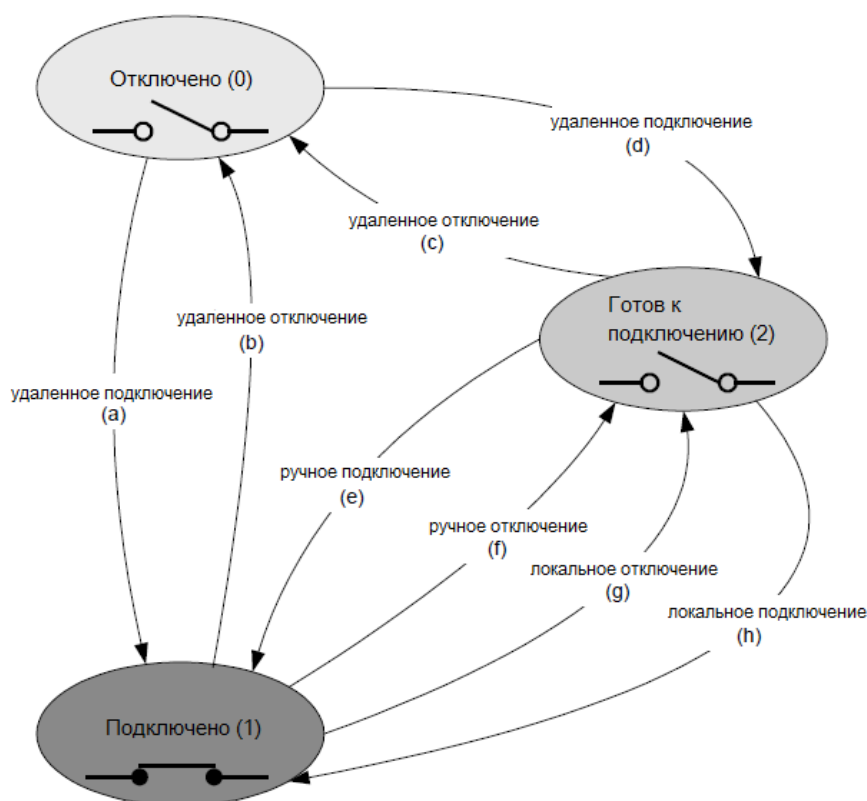 Отключено (0)
удаленное подключение
(d)
удаленное отключение
(c)
Готов к
подключению (2)
удаленное отключение
(b)
удаленное подключение
(a)
ручное подключение
(e)
ручное отключение
(f)
локальное отключение
(g)
локальное подключение
(h)
Подключено (1)